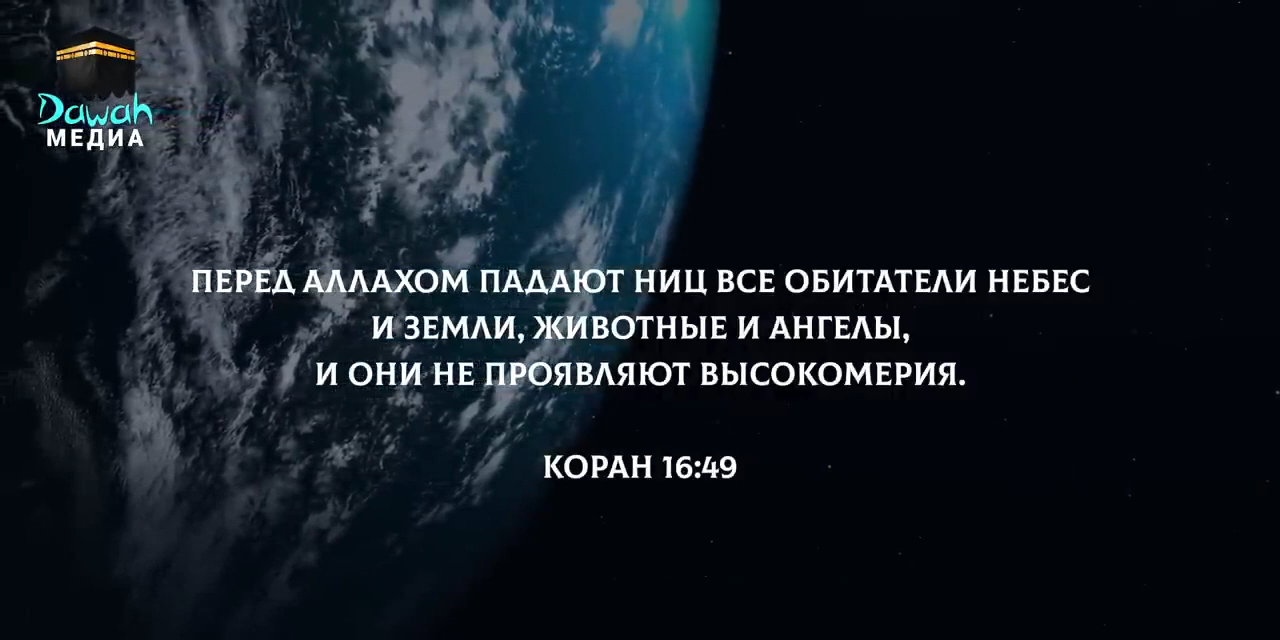 Dawah
МЕДИА
ПЕРЕД АЛЛАХОМ ПАДАЮТ НИЦ ВСЕ ОБИТАТЕЛИ НЕБЕС
И ЗЕМЛИ, ЖИВОТНЫЕ И АНГЕЛЫ,
И ОНИ НЕ ПРОЯВЛЯЮТ ВЫСОКОМЕРИЯ.
КОРАН 16:49